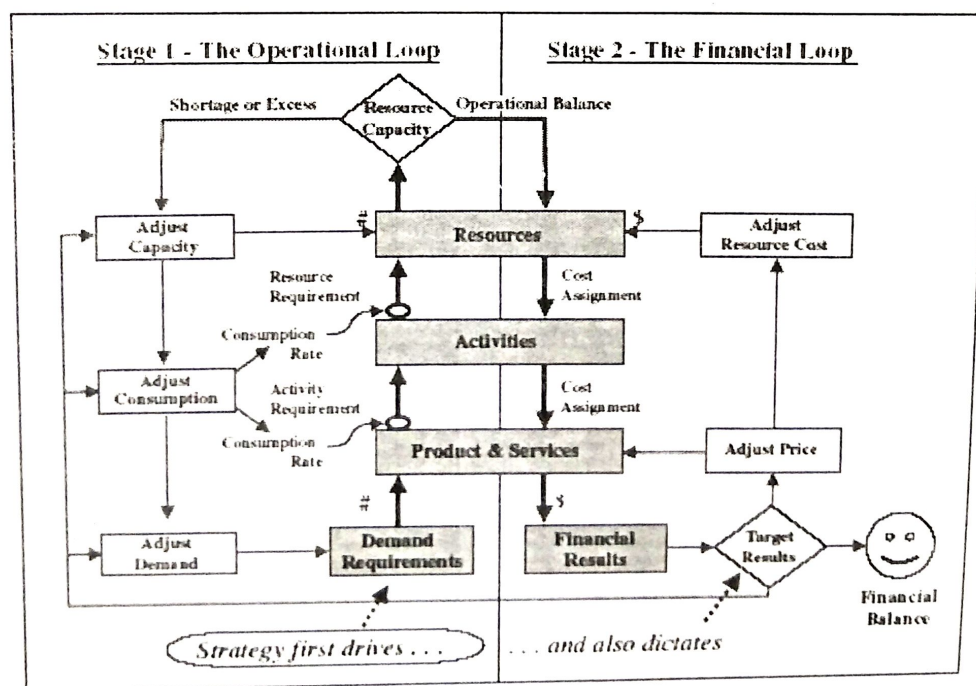 Stage 1 - The Operational Loop
Stage 2 - The Financial Loop
Shortage or Excess
Resource
Capacity
Operational Balance
Adjust
Capacity
#
Resources
$
Adjust
Resource Cost
Resource
Requirement
Cost
Assignment
Consumption
Rate
Activities
Adjust
Consumption
Activity
Requirement
Cost
Assignment
Consumption
Rate
Product & Services
Adjust Price
#
$
Adjust
Demand
Demand
Requirements
Financial
Results
Target
Results
Financial
Balance
Strategy first drives . . .
. . . and also dictates